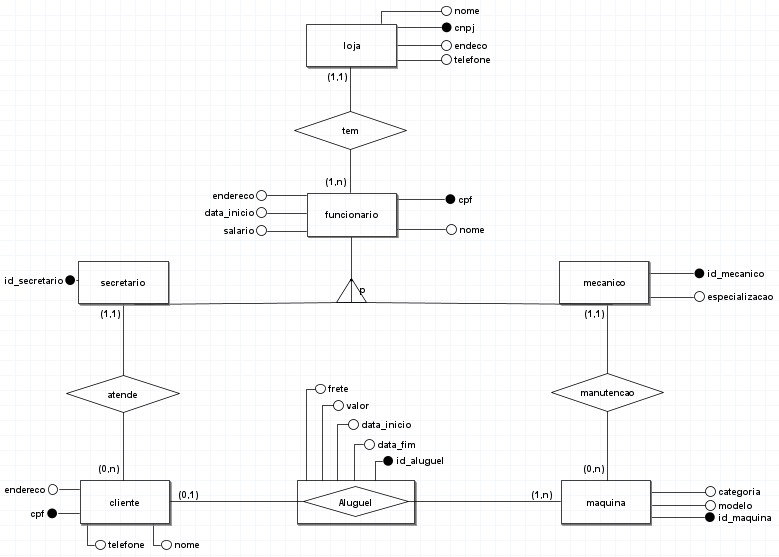 nome
cnpj
loja
endeco
telefone
(1,1)
tem
(1,n)
endereco
cpf
data_inicio
funcionario
salario
nome
id_secretario
secretario
mecanico
id_mecanico
p
especializacao
(1,1)
(1,1)
atende
manutencao
frete
valor
data_inicio
data_fim
id_aluguel
(0,n)
(0,n)
endereco
cliente
(0,1)
Aluguel
(1,n)
maquina
categoria
modelo
id_maquina
cpf
telefone
nome